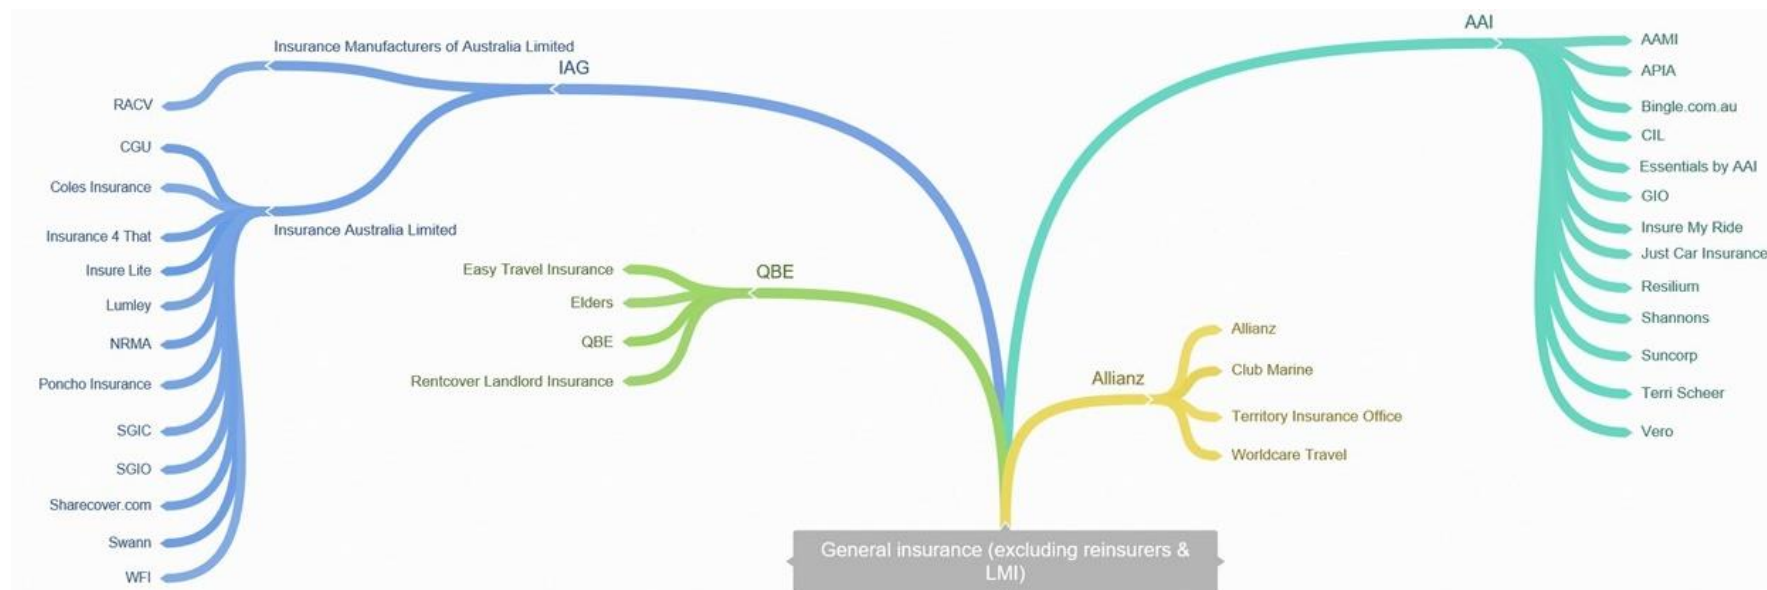 Insurance Manufacturers of Australia Limited
IAG
RACV
CGU
Coles Insurance
Insurance 4 That
Insurance Australia Limited
Insure Lite
Lumley
NRMA
Poncho Insurance
SGIC
SGIO
Sharecover.com
Swann
WFI
QBE
Easy Travel Insurance
Elders
QBE
Rentcover Landlord Insurance
AAI
AAMI
APIA
Bingle.com.au
CIL
Essentials by AAI
GIO
Insure My Ride
Just Car Insurance
Resilium
Shannons
Suncorp
Terri Scheer
Vero
Allianz
Allianz
Club Marine
Territory Insurance Office
Worldcare Travel
General insurance (excluding reinsurers &
LMI)